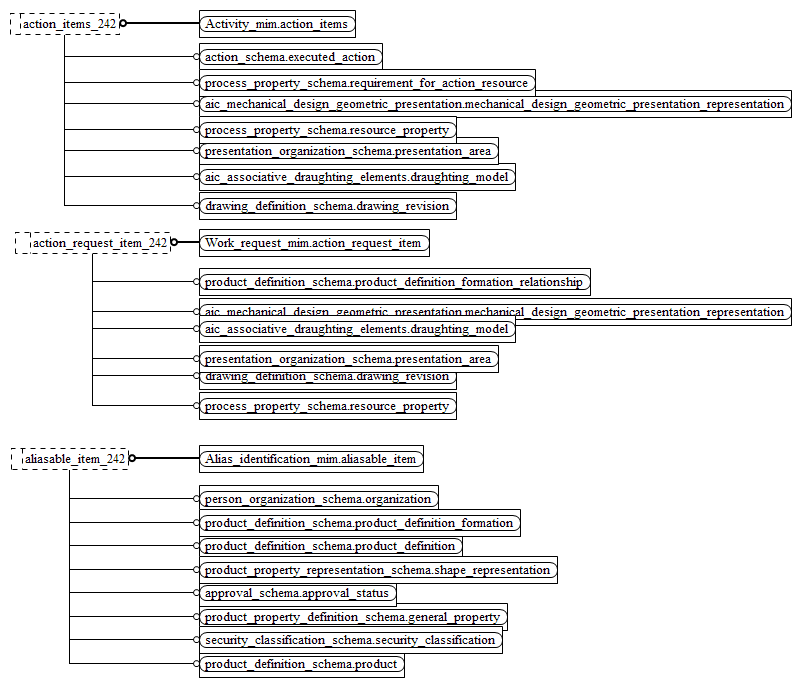 action_items_242
Activity_mim.action_items
action_schema.executed_action
process_property_schema.requirement_for_action_resource
aic_mechanical_design_geometric_presentation.mechanical_design_geometric_presentation_representation
process_property_schema.resource_property
presentation_organization_schema.presentation_area
aic_associative_draughting_elements.draughting_model
drawing_definition_schema.drawing_revision
action_request_item_242
Work_request_mim.action_request_item
product_definition_schema.product_definition_formation_relationship
aic_mechanical_design_geometric_presentation.mechanical_design_geometric_presentation_representation
aic_associative_draughting_elements.draughting_model
presentation_organization_schema.presentation_area
drawing_definition_schema.drawing_revision
process_property_schema.resource_property
aliasable_item_242
Alias_identification_mim.aliasable_item
person_organization_schema.organization
product_definition_schema.product_definition_formation
product_definition_schema.product_definition
product_property_representation_schema.shape_representation
approval_schema.approval_status
product_property_definition_schema.general_property
security_classification_schema.security_classification
product_definition_schema.product